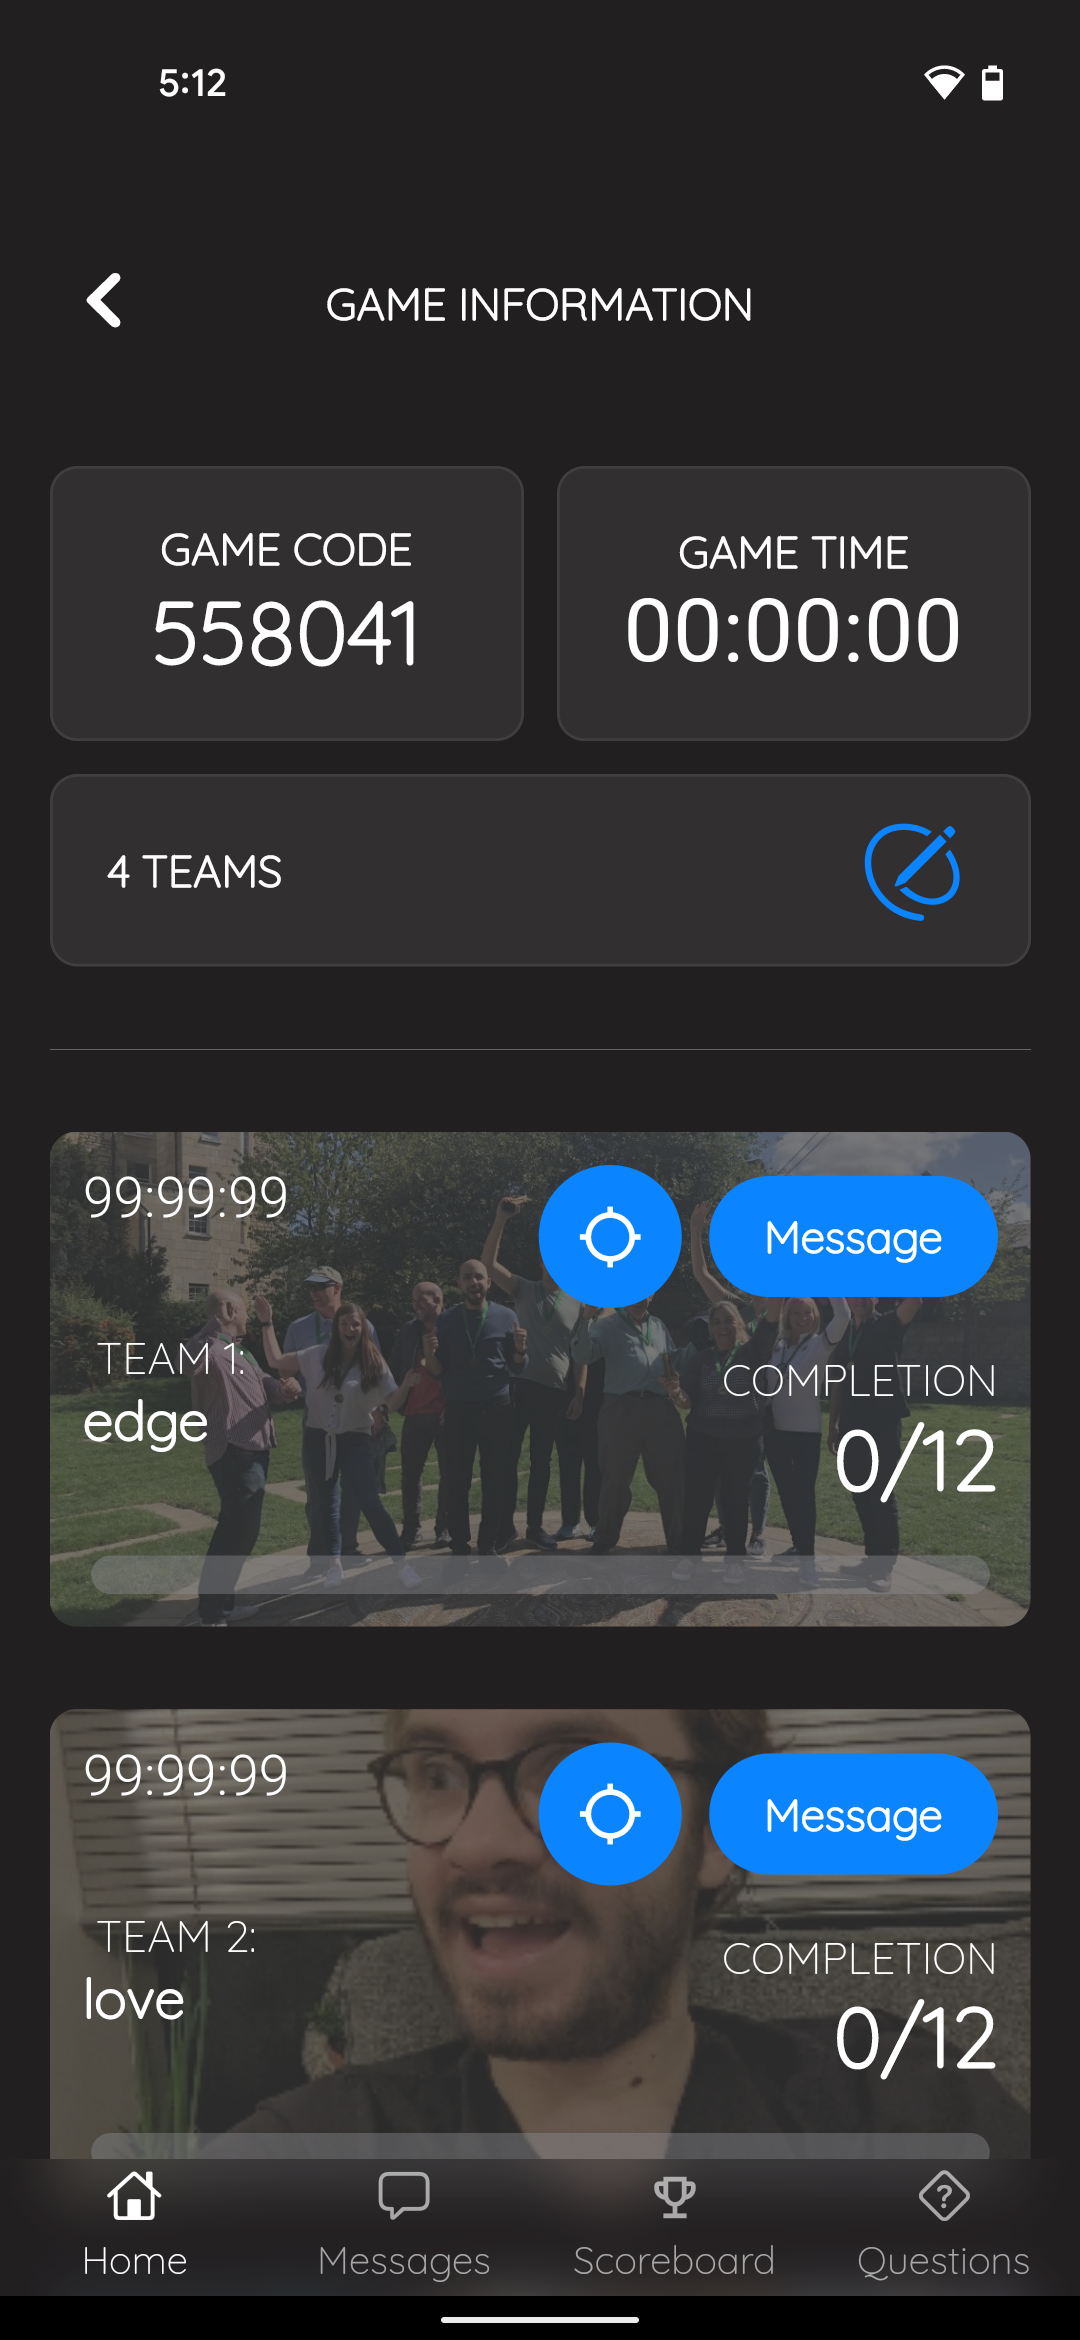 5:12
GAME INFORMATION
GAME CODE
558041
GAME TIME
00:00:00
4 TEAMS
99:99:99
Message
TEAM 1:
edge
COMPLETION
0/12
99:99:99
Message
TEAM 2:
love
COMPLETION
0/12
Home
Messages
Scoreboard
Questions